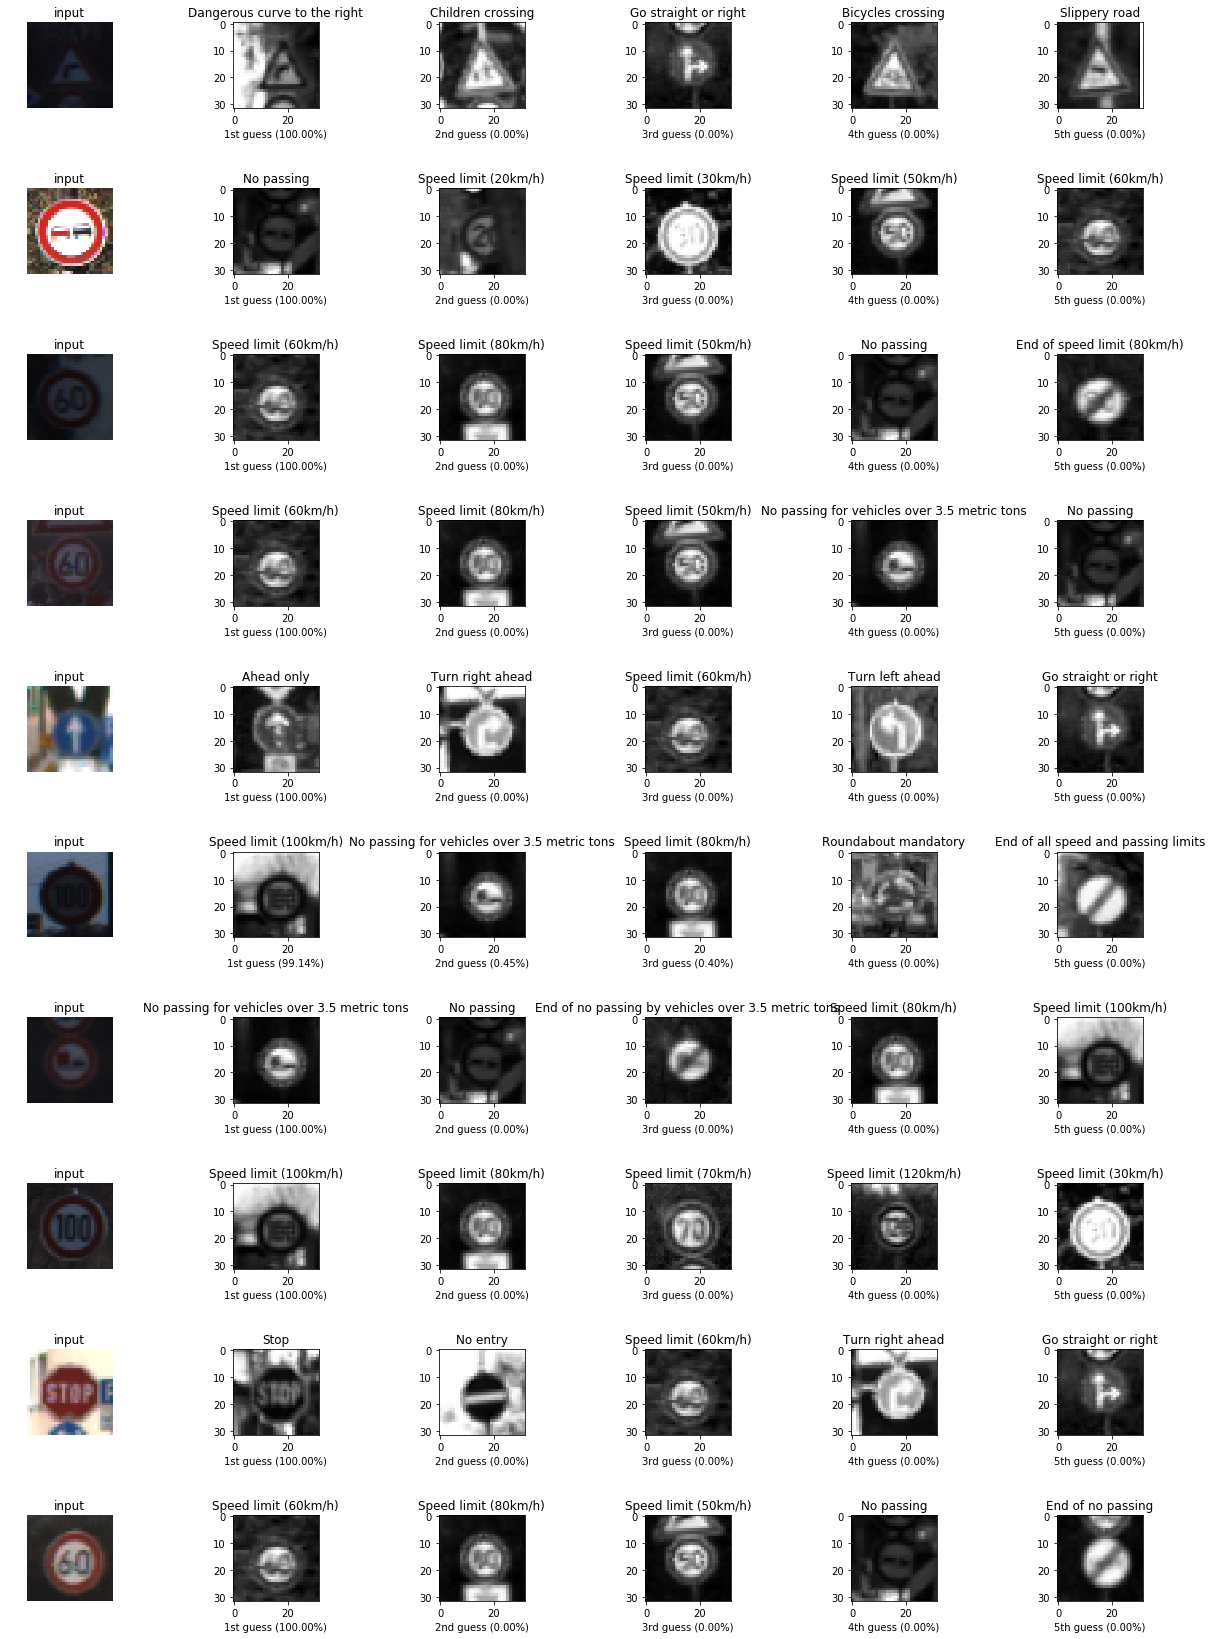 input Dangerous curve to the right Children crossing Go straight or right Bicycles crossing Slippery road
0 0 0 0 0
10 10 10 10 10
20 20 20 20 20
30 30 30 30 30
0 20 0 20 0 20 0 20 0 20
1st guess (100.00%) 2nd guess (0.00%) 3rd guess (0.00%) 4th guess (0.00%) 5th guess (0.00%)
input No passing Speed limit (20km/h) Speed limit (30km/h) Speed limit (50km/h) Speed limit (60km/h)
0 0 0 0 0
10 10 10 10 10
30 50
20 20 20 20 20
30 30 30 30 30
0 20 0 20 0 20 0 20 0 20
1st guess (100.00%) 2nd guess (0.00%) 3rd guess (0.00%) 4th guess (0.00%) 5th guess (0.00%)
input Speed limit (60km/h) Speed limit (80km/h) Speed limit (50km/h) No passing End of speed limit (80km/h)
0 0 0 0 0
10 10 10 10 10
60 50
20 20 20 20 20
30 30 30 30 30
0 20 0 20 0 20 0 20 0 20
1st guess (100.00%) 2nd guess (0.00%) 3rd guess (0.00%) 4th guess (0.00%) 5th guess (0.00%)
input Speed limit (60km/h) Speed limit (80km/h) Speed limit (50km/h) No passing for vehicles over 3.5 metric tons No passing
0 0 0 0 0
10 10 10 10 10
60 50
20 20 20 20 20
30 30 30 30 30
0 20 0 20 0 20 0 20 0 20
1st guess (100.00%) 2nd guess (0.00%) 3rd guess (0.00%) 4th guess (0.00%) 5th guess (0.00%)
input Ahead only Turn right ahead Speed limit (60km/h) Turn left ahead Go straight or right
0 0 0 0 0
10 10 10 10 10
20 20 20 20 20
30 30 30 30 30
0 20 0 20 0 20 0 20 0 20
1st guess (100.00%) 2nd guess (0.00%) 3rd guess (0.00%) 4th guess (0.00%) 5th guess (0.00%)
input Speed limit (100km/h) No passing for vehicles over 3.5 metric tons Speed limit (80km/h) Roundabout mandatory End of all speed and passing limits
0 0 0 0 0
10 10 10 10 10
100
20 20 20 20 20
30 30 30 30 30
0 20 0 20 0 20 0 20 0 20
1st guess (99.14%) 2nd guess (0.45%) 3rd guess (0.40%) 4th guess (0.00%) 5th guess (0.00%)
input No passing for vehicles over 3.5 metric tons No passing End of no passing by vehicles over 3.5 metric tons Speed limit (80km/h) Speed limit (100km/h)
0 0 0 0 0
10 10 10 10 10
20 20 20 20 20
30 30 30 30 30
0 20 0 20 0 20 0 20 0 20
1st guess (100.00%) 2nd guess (0.00%) 3rd guess (0.00%) 4th guess (0.00%) 5th guess (0.00%)
input Speed limit (100km/h) Speed limit (80km/h) Speed limit (70km/h) Speed limit (120km/h) Speed limit (30km/h)
0 0 0 0 0
10 10 10 10 10
100 70 30
20 20 20 20 20
30 30 30 30 30
0 20 0 20 0 20 0 20 0 20
1st guess (100.00%) 2nd guess (0.00%) 3rd guess (0.00%) 4th guess (0.00%) 5th guess (0.00%)
input Stop No entry Speed limit (60km/h) Turn right ahead Go straight or right
0 0 0 0 0
10 10 10 10 10
STOP STOP
20 20 20 20 20
30 30 30 30 30
0 20 0 20 0 20 0 20 0 20
1st guess (100.00%) 2nd guess (0.00%) 3rd guess (0.00%) 4th guess (0.00%) 5th guess (0.00%)
input Speed limit (60km/h) Speed limit (80km/h) Speed limit (50km/h) No passing End of no passing
0 0 0 0 0
10 10 10 10 10
60 50
20 20 20 20 20
30 30 30 30 30
0 20 0 20 0 20 0 20 0 20
1st guess (100.00%) 2nd guess (0.00%) 3rd guess (0.00%) 4th guess (0.00%) 5th guess (0.00%)